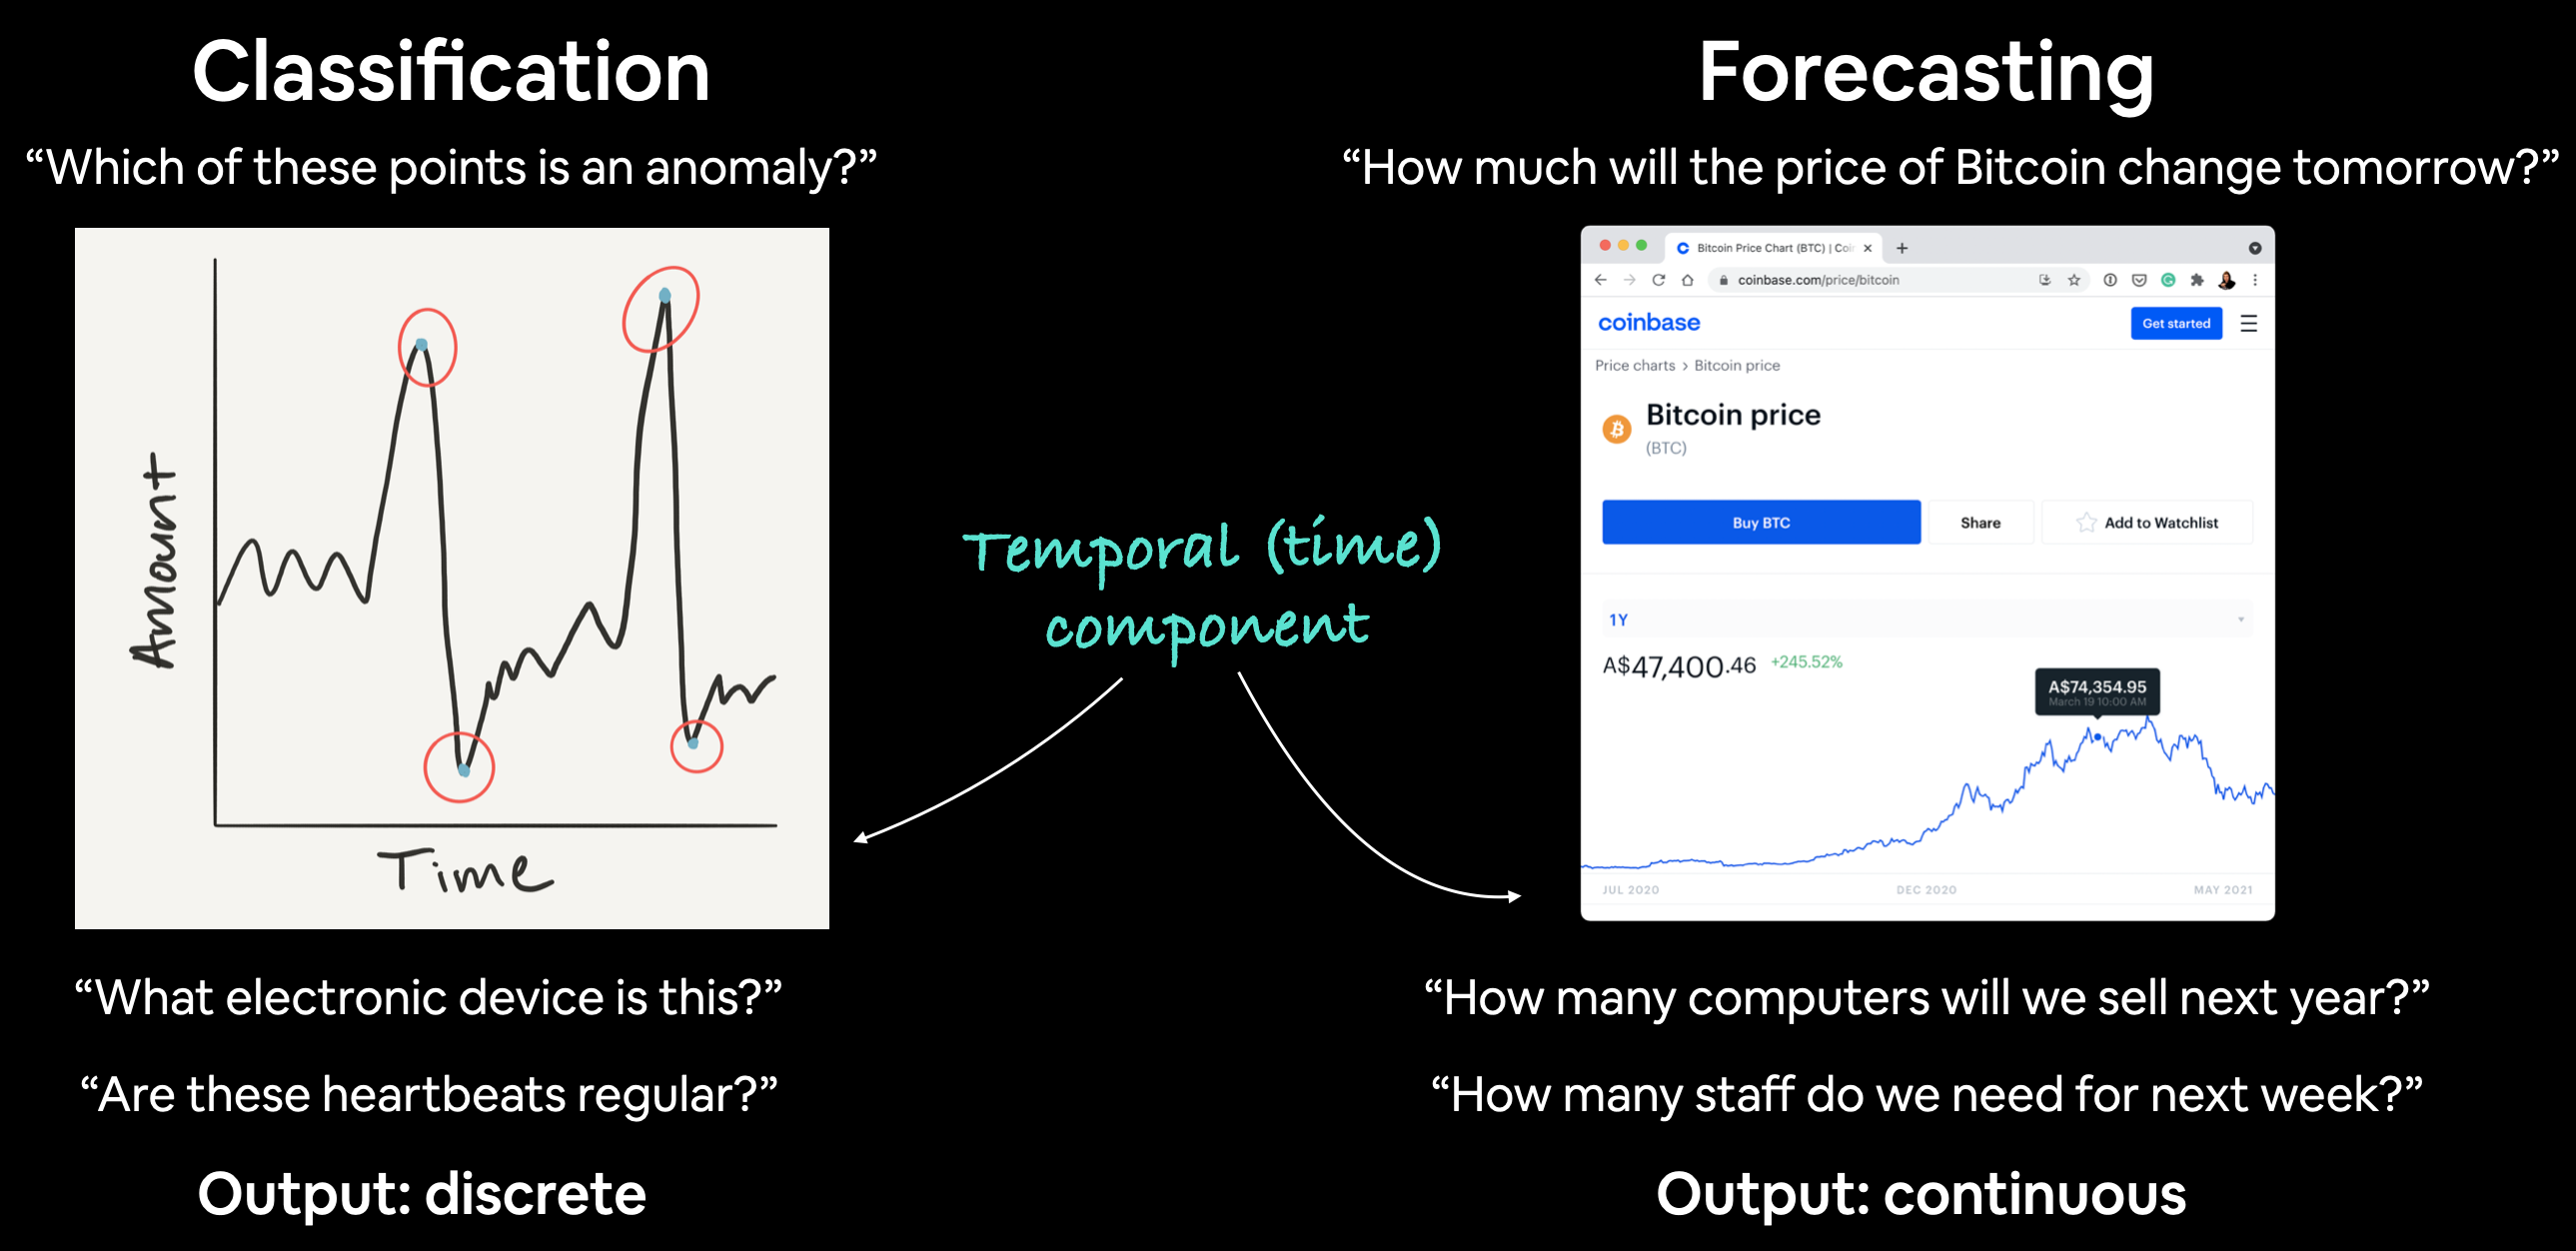 Classification
“Which of these points is an anomaly?”
Amount
Time
“What electronic device is this?”
“Are these heartbeats regular?”
Output: discrete
Temporal (time)
component
Forecasting
“How much will the price of Bitcoin change tomorrow?”
Bitcoin Price Chart (BTC) | Coi
coinbase.com/price/bitcoin
coinbase
Get started
Price charts > Bitcoin price
Bitcoin price
(BTC)
Buy BTC
Share
Add to Watchlist
1Y
A$47,400.46 +245.52%
A$74,354.95
March 19 10:00 AM
JUL 2020 DEC 2020 MAY 2021
“How many computers will we sell next year?”
“How many staff do we need for next week?”
Output: continuous